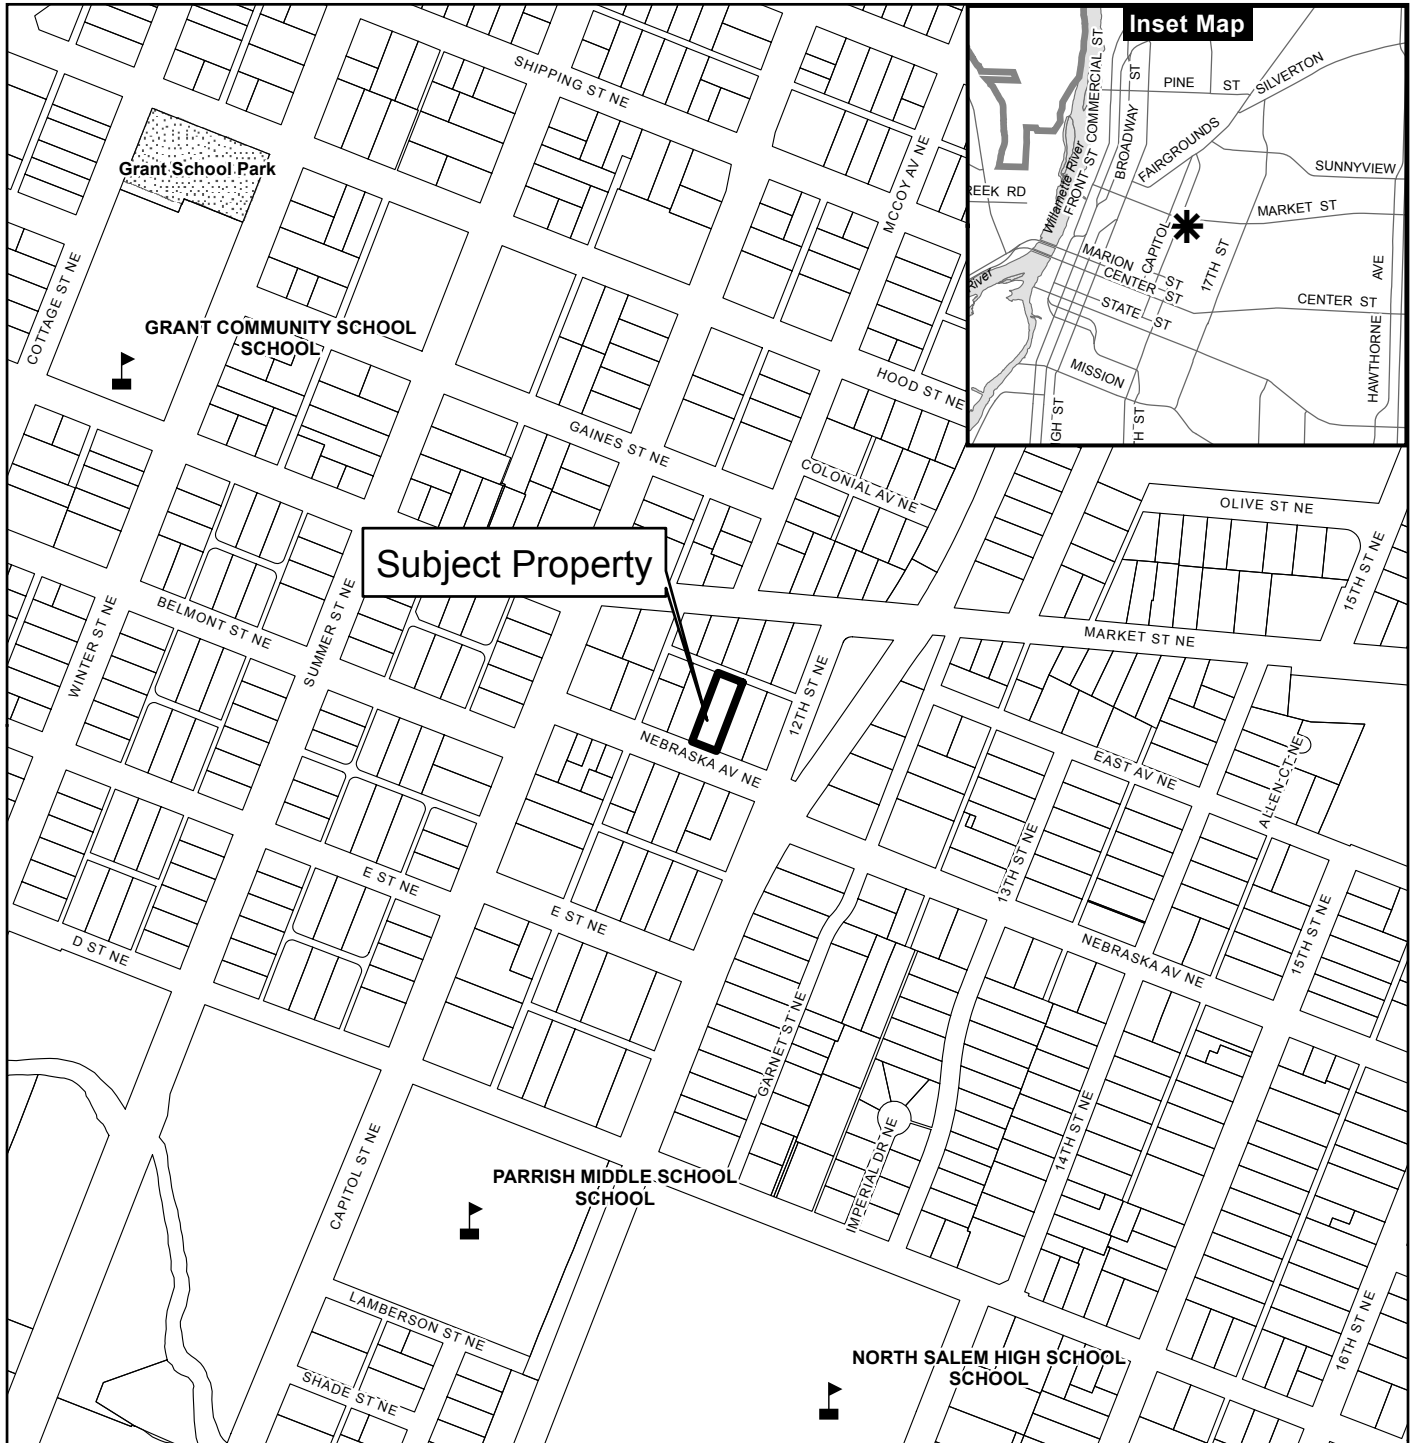 Inset Map
COMMERCIAL ST
BROADWAY ST
PINE ST
SILVERTON
FAIRGROUNDS
SUNNYVIEW
Willamette River
FRONT ST
REEK RD
MARKET ST
CAPITOL
17TH ST
MARION ST
CENTER ST
CENTER ST
STATE ST
River
AVE
HAWTHORNE
MISSION
GH ST
TH ST
SHIPPING ST NE
MCCOY AV NE
Grant School Park
COTTAGE ST NE
GRANT COMMUNITY SCHOOL
SCHOOL
HOOD ST NE
GAINES ST NE
COLONIAL AV NE
OLIVE ST NE
15TH ST NE
Subject Property
BELMONT ST NE
WINTER ST NE
SUMMER ST NE
MARKET ST NE
12TH ST NE
NEBRASKA AV NE
EAST AV NE
ALLEN CT NE
13TH ST NE
E ST NE
E ST NE
D ST NE
NEBRASKA AV NE
15TH ST NE
GARNET ST NE
14TH ST NE
IMPERIAL DR NE
CAPITOL ST NE
PARRISH MIDDLE SCHOOL
SCHOOL
LAMBERSON ST NE
SHADE ST NE
NORTH SALEM HIGH SCHOOL
SCHOOL
16TH ST NE